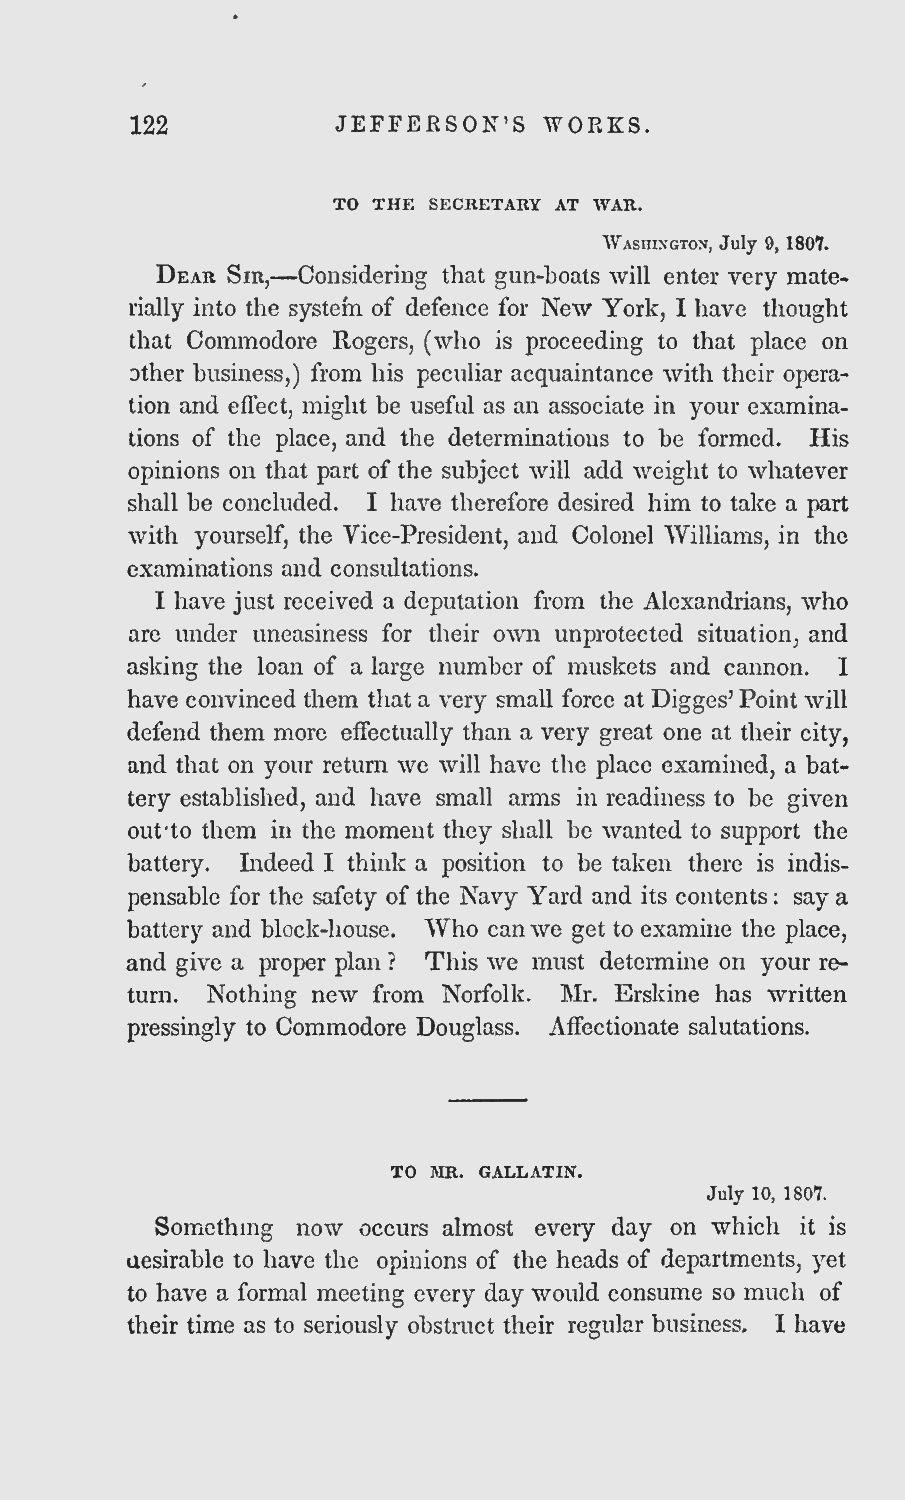 122 JEFFERSON'S WORKS.
TO THE SECRETARY AT WAR.
WASHINGTON, July 9, 1807.
DEAR SIR,—Considering that gun-boats will enter very mate-
rially into the system of defence for New York, I have thought
that Commodore Rogers, (who is proceeding to that place on
other business,) from his peculiar acquaintance with their opera-
tion and effect, might be useful as an associate in your examina-
tions of the place, and the determinations to be formed. His
opinions on that part of the subject will add weight to whatever
shall be concluded. I have therefore desired him to take a part
with yourself, the Vice-President, and Colonel Williams, in the
examinations and consultations.
I have just received a deputation from the Alexandrians, who
are under uneasiness for their own unprotected situation, and
asking the loan of a large number of muskets and cannon. I
have convinced them that a very small force at Digges' Point will
defend them more effectually than a very great one at their city,
and that on your return we will have the place examined, a bat-
tery established, and have small arms in readiness to be given
out to them in the moment they shall be wanted to support the
battery. Indeed I think a position to be taken there is indis-
pensable for the safety of the Navy Yard and its contents: say a
battery and block-house. Who can we get to examine the place,
and give a proper plan? This we must determine on your re-
turn. Nothing new from Norfolk. Mr. Erskine has written
pressingly to Commodore Douglass. Affectionate salutations.
TO MR. GALLATIN.
July 10, 1807.
Something now occurs almost every day on which it is
desirable to have the opinions of the heads of departments, yet
to have a formal meeting every day would consume so much of
their time as to seriously obstruct their regular business. I have